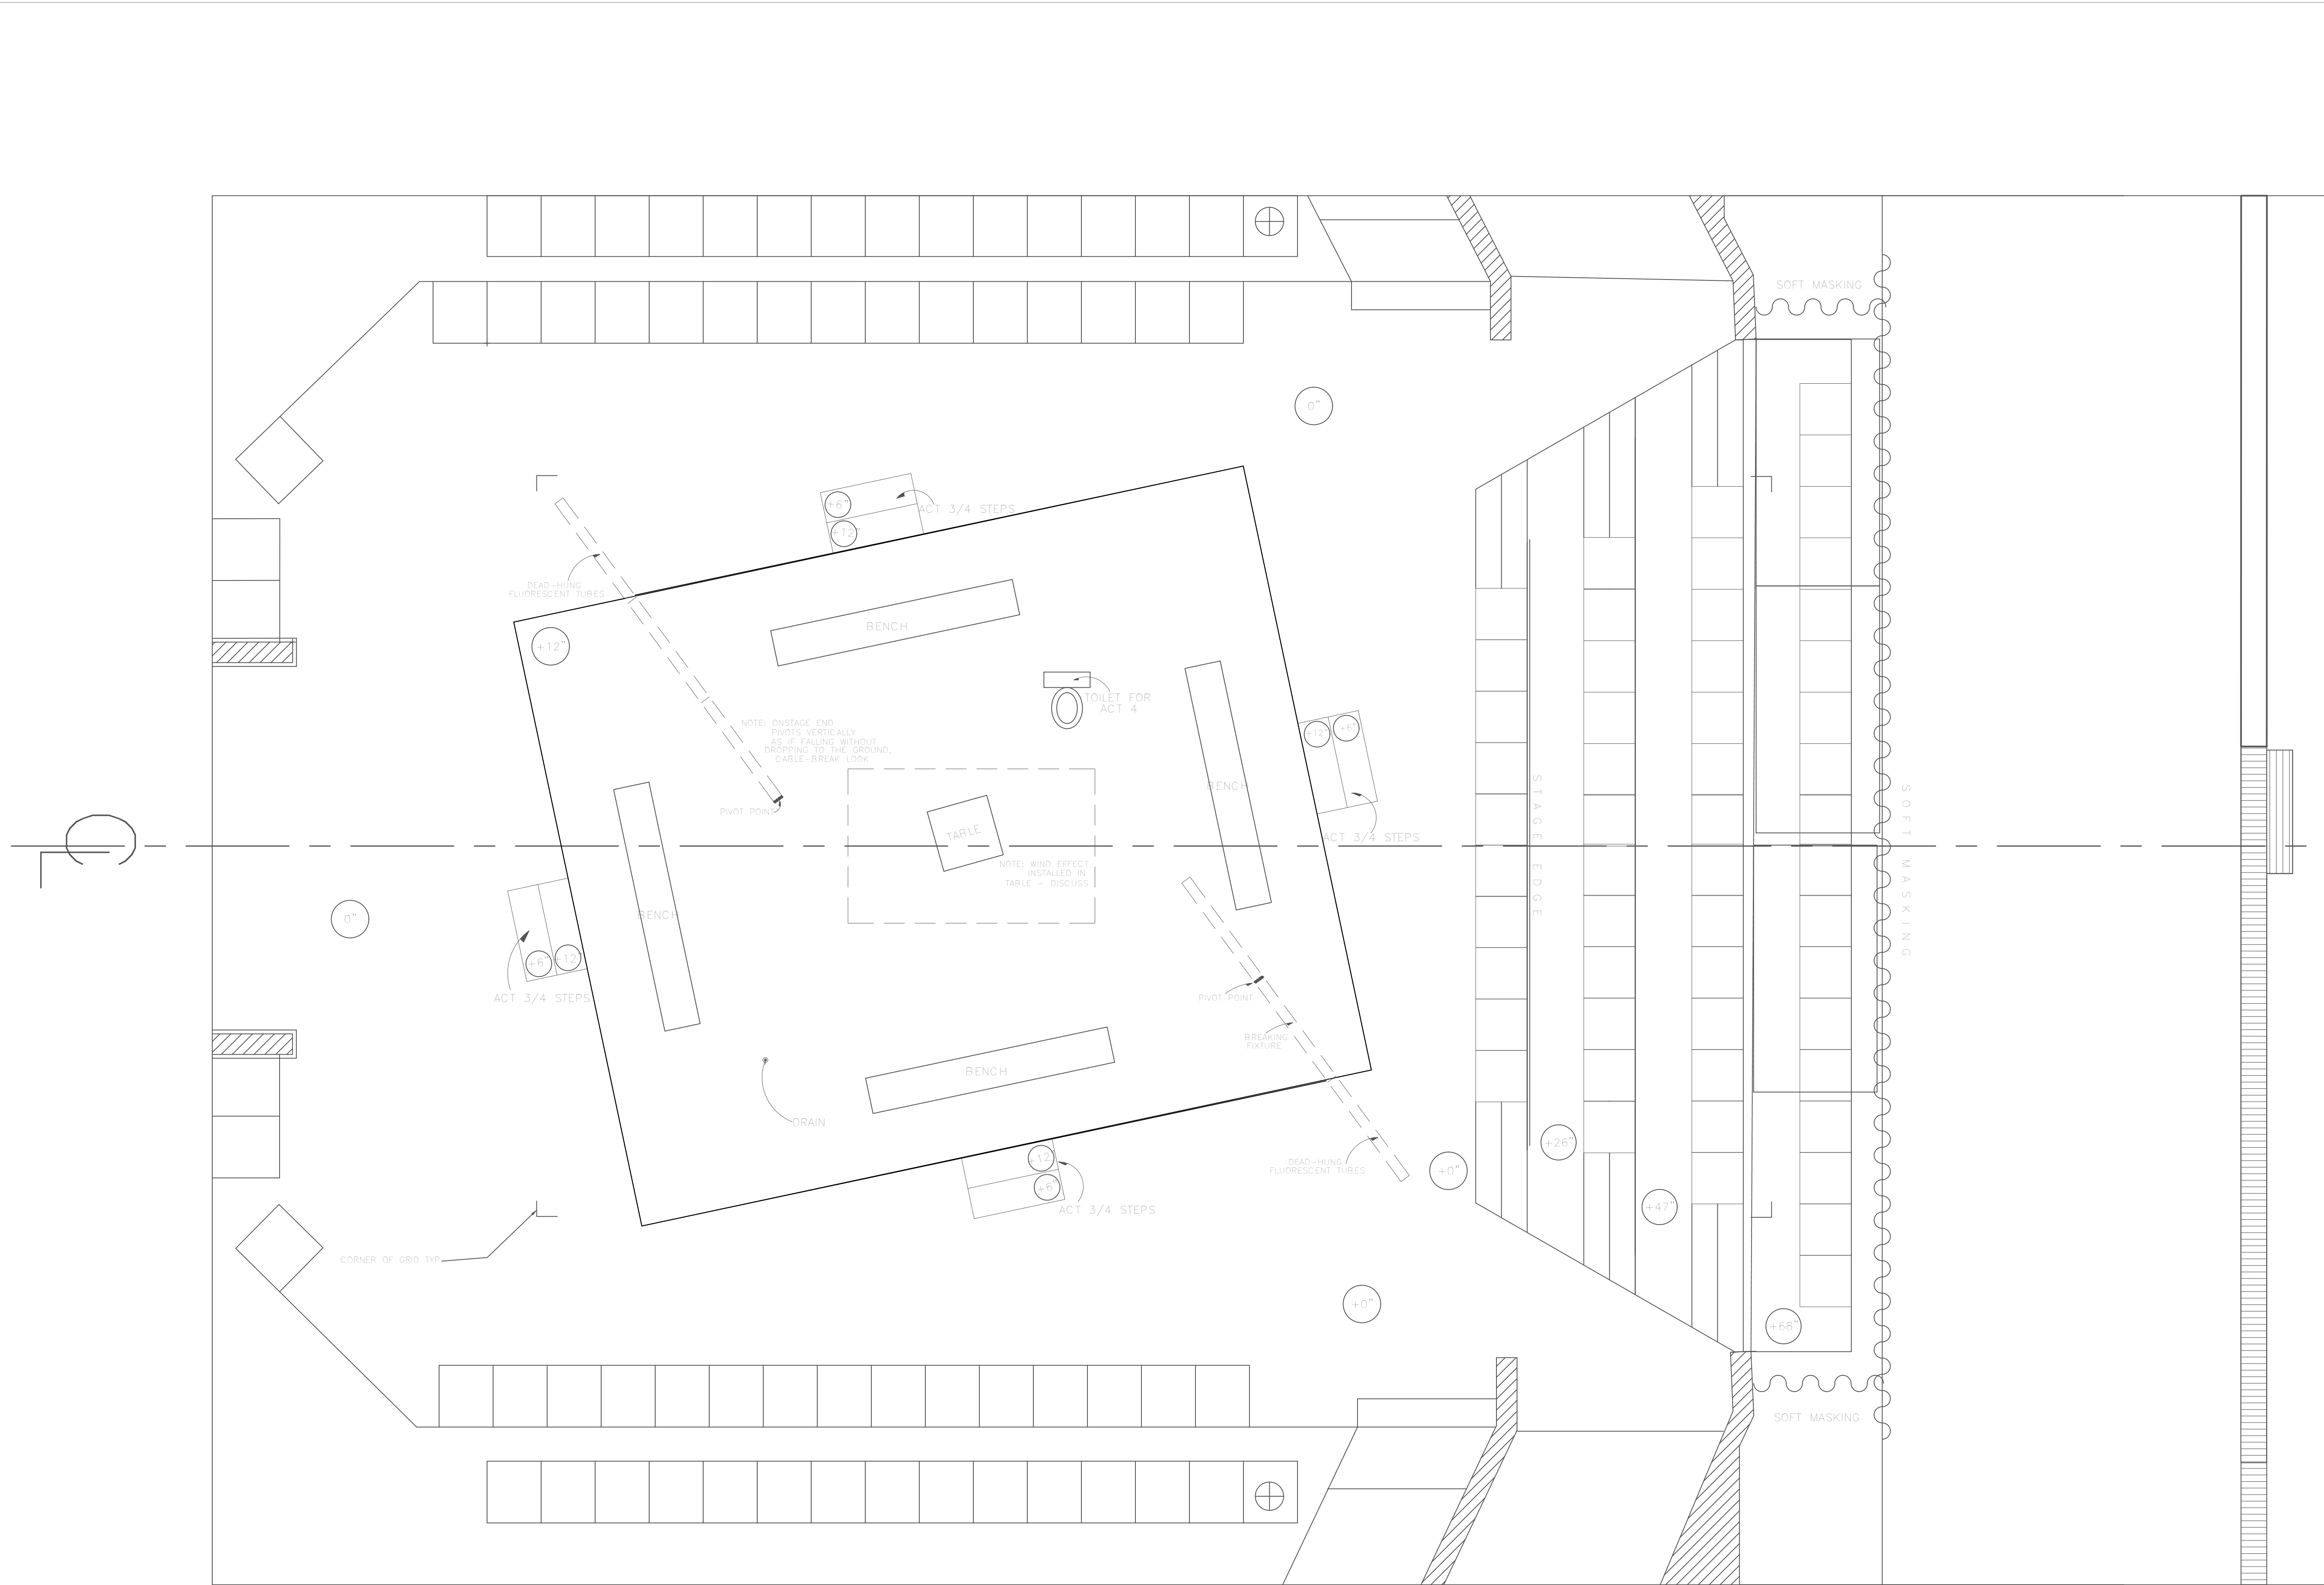 SOFT MASKING
0"
+6"
ACT 3/4 STEPS
+12"
DEAD-HUNG
FLUORESCENT TUBES
BENCH
+12"
TOILET FOR
ACT 4
NOTE: ONSTAGE END
PIVOTS VERTICALLY
AS IF FALLING WITHOUT
DROPPING TO THE GROUND,
CABLE-BREAK LOOK
+12"
+6"
BENCH
PIVOT POINT
TABLE
ACT 3/4 STEPS
STAGE EDGE
SOFT MASKING
NOTE: WIND EFFECT
INSTALLED IN
TABLE - DISCUSS
0"
BENCH
+6"
+12"
ACT 3/4 STEPS
PIVOT POINT
BREAKING
FIXTURE
BENCH
DRAIN
+12
+6"
ACT 3/4 STEPS
DEAD-HUNG
FLUORESCENT TUBES
+0"
+26"
+47"
CORNER OF GRID TYP.
+0"
+68"
SOFT MASKING